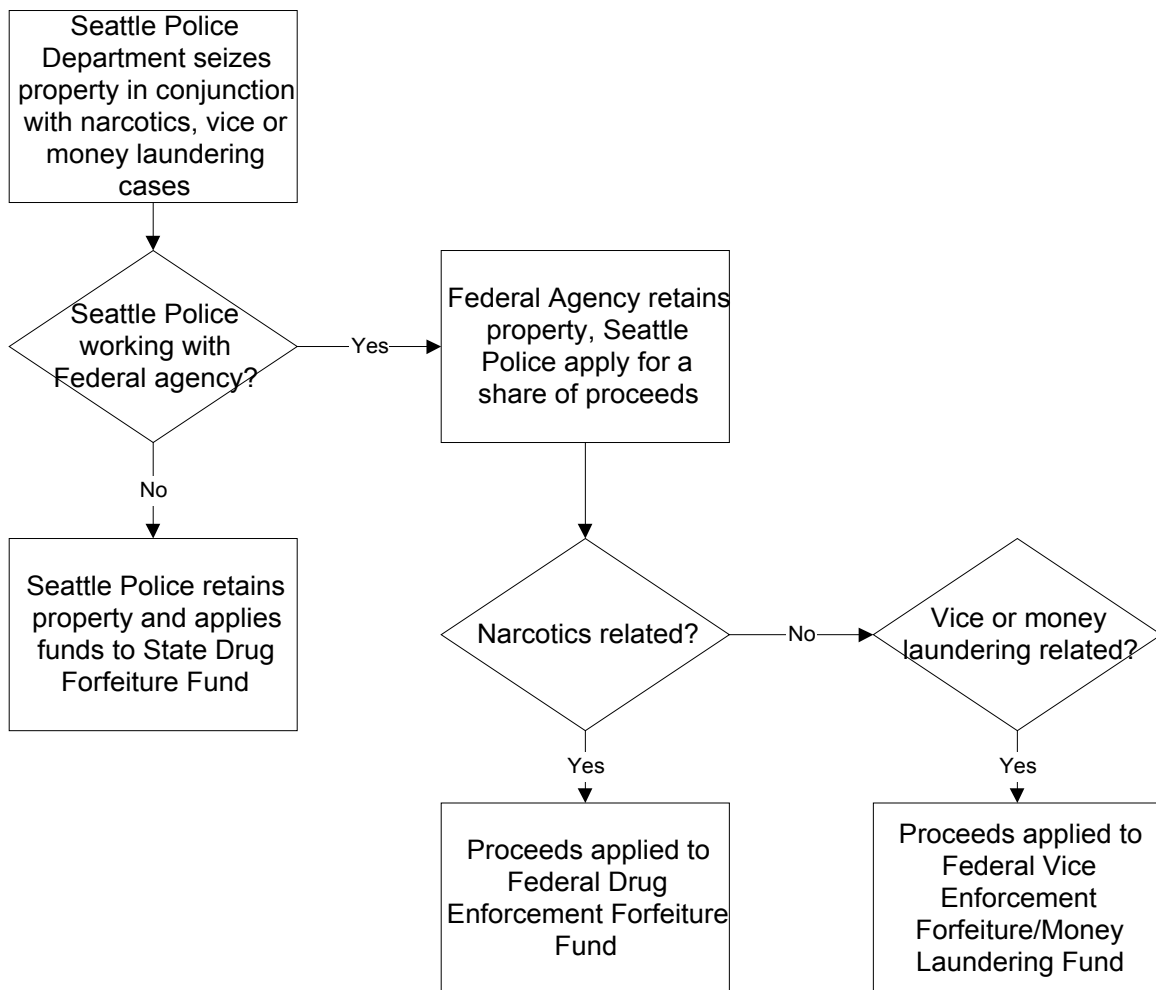 Seattle Police
Department seizes
property in conjunction
with narcotics, vice or
money laundering
cases
Seattle Police
working with
Federal agency?
Yes
Federal Agency retains
property, Seattle
Police apply for a
share of proceeds
No
Seattle Police retains
property and applies
funds to State Drug
Forfeiture Fund
Narcotics related?
No
Vice or money
laundering related?
Yes
Yes
Proceeds applied to
Federal Drug
Enforcement Forfeiture
Fund
Proceeds applied to
Federal Vice
Enforcement
Forfeiture/Money
Laundering Fund